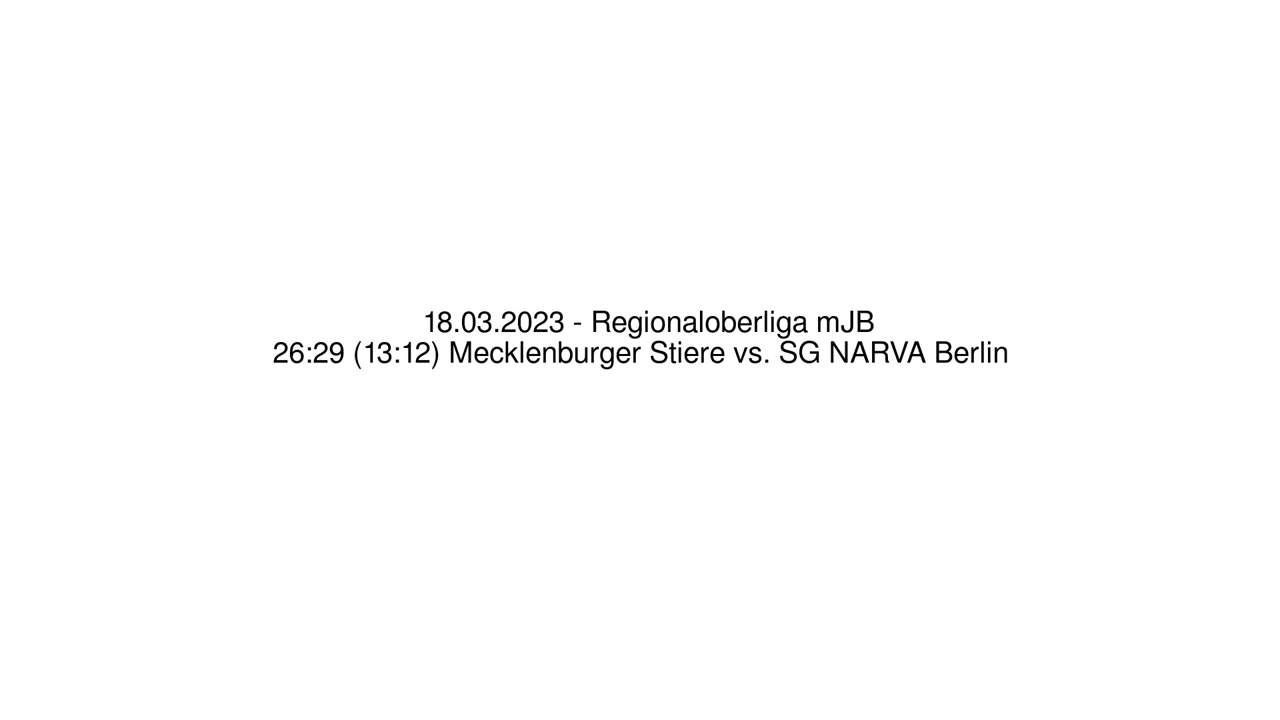 18.03.2023 - Regionaloberliga mJB
26:29 (13:12) Mecklenburger Stiere vs. SG NARVA Berlin